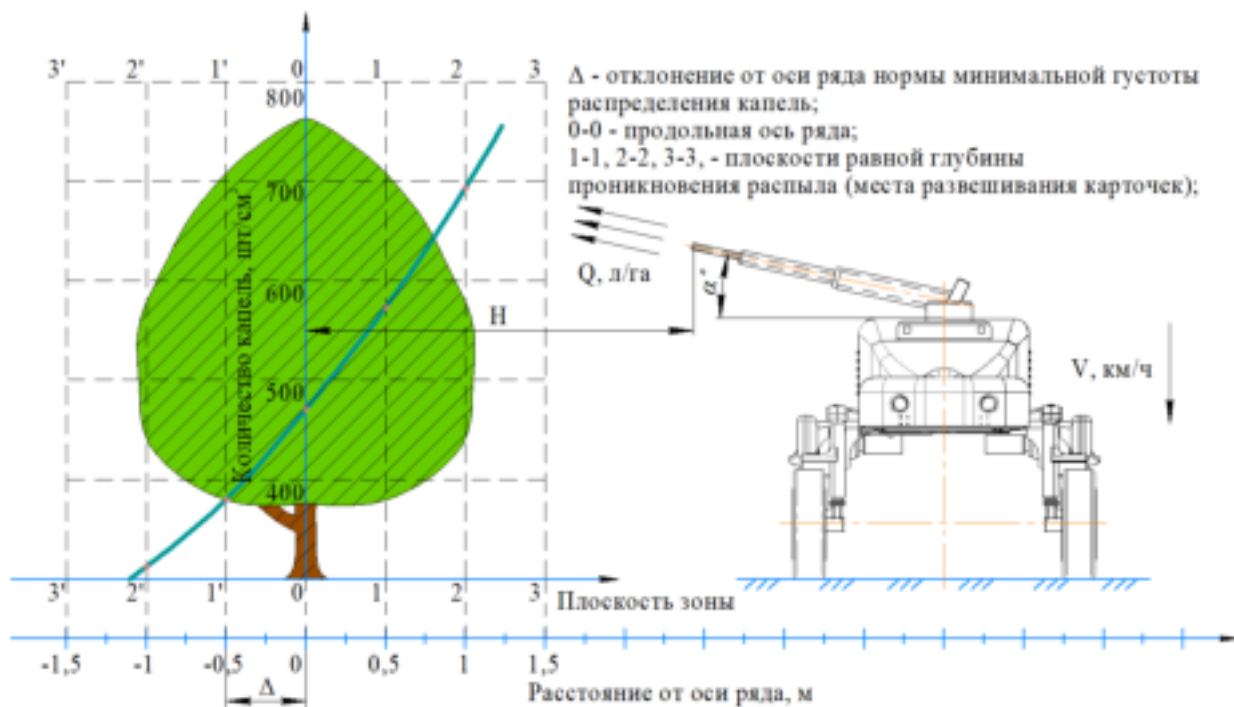 3' 2' 1' 0 1 2 3
800
Δ - отклонение от оси ряда нормы минимальной густоты
распределения капель;
0-0 - продольная ось ряда;
1-1, 2-2, 3-3, - плоскости равной глубины
проникновения распыла (места развешивания карточек);
700
Количество капель, шт/см²
Q, л/га
α°
600
H
V, км/ч
500
400
3' 2' 1' 0 1 2 3
Плоскость зоны
-1,5 -1 -0,5 0 0,5 1 1,5
Δ
Расстояние от оси ряда, м